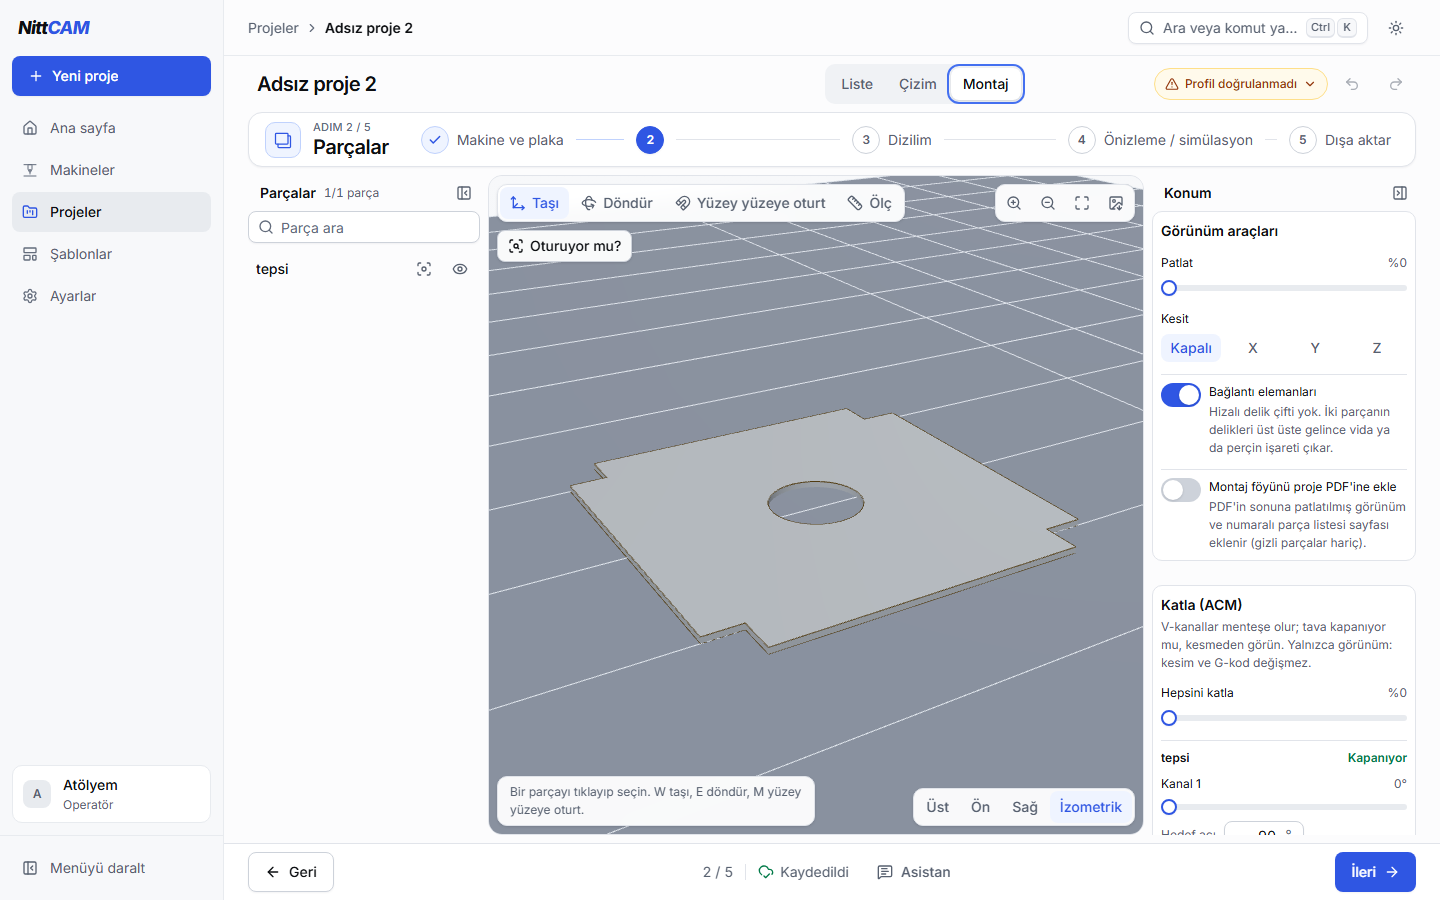 NittCAM
Yeni proje
Ana sayfa
Makineler
Projeler
Şablonlar
Ayarlar
A
Atölyem
Operatör
Menüyü daralt
Projeler > Adsız proje 2
Ara veya komut ya... Ctrl K
Adsız proje 2
Liste Çizim Montaj
Profil doğrulanmadı
ADIM 2 / 5
Parçalar
Makine ve plaka
2
3 Dizilim
4 Önizleme / simülasyon
5 Dışa aktar
Parçalar 1/1 parça
Parça ara
tepsi
Taşı Döndür Yüzey yüzeye oturt Ölç
Oturuyor mu?
Bir parçayı tıklayıp seçin. W taşı, E döndür, M yüzey
yüzeye oturt.
Üst Ön Sağ İzometrik
Konum
Görünüm araçları
Patlat %0
Kesit
Kapalı X Y Z
Bağlantı elemanları
Hizalı delik çifti yok. İki parçanın
delikleri üst üste gelince vida ya
da perçin işareti çıkar.
Montaj föyünü proje PDF'ine ekle
PDF'in sonuna patlatılmış görünüm
ve numaralı parça listesi sayfası
eklenir (gizli parçalar hariç).
Katla (ACM)
V-kanallar menteşe olur; tava kapanıyor
mu, kesmeden görün. Yalnızca görünüm:
kesim ve G-kod değişmez.
Hepsini katla %0
tepsi Kapanıyor
Kanal 1 0°
Hedef açı 90 °
Geri
2 / 5 Kaydedildi Asistan
İleri